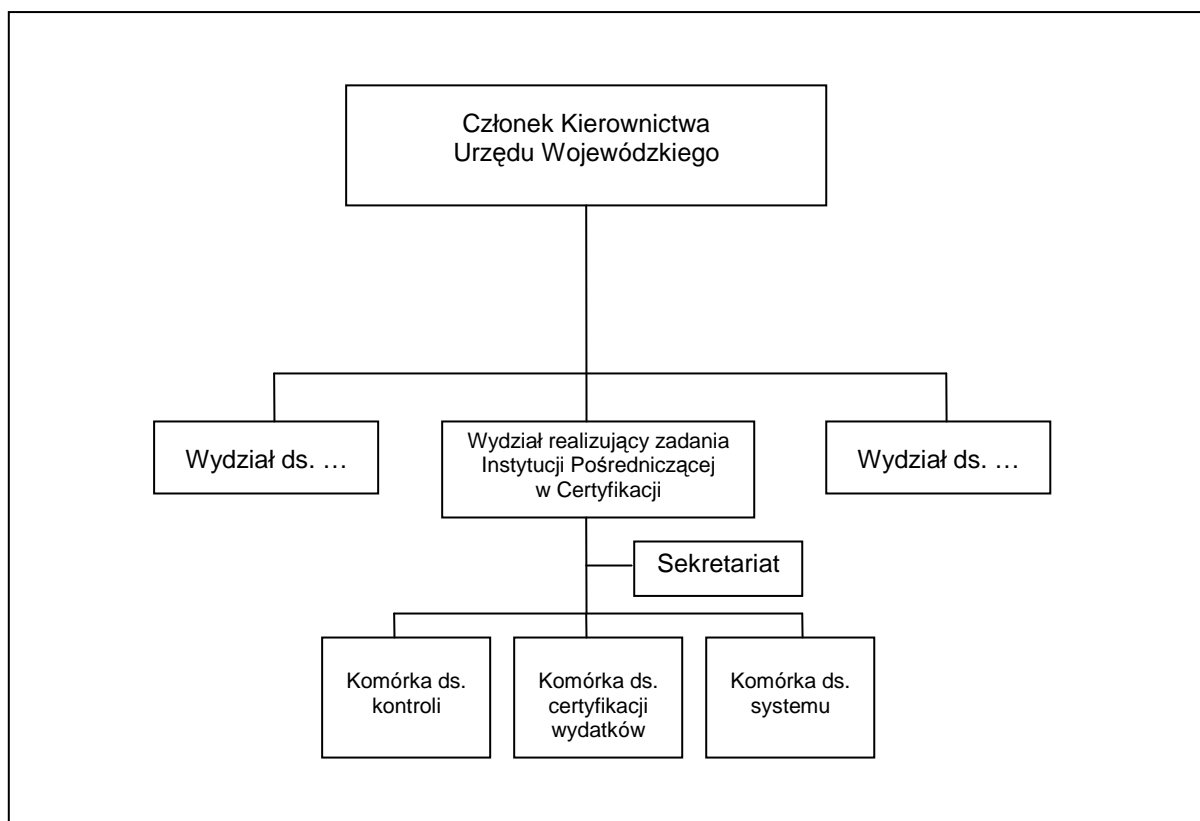 Członek Kierownictwa
Urzędu Wojewódzkiego
Wydział ds. …
Wydział realizujący zadania
Instytucji Pośredniczącej
w Certyfikacji
Wydział ds. …
Sekretariat
Komórka ds.
kontroli
Komórka ds.
certyfikacji
wydatków
Komórka ds.
systemu